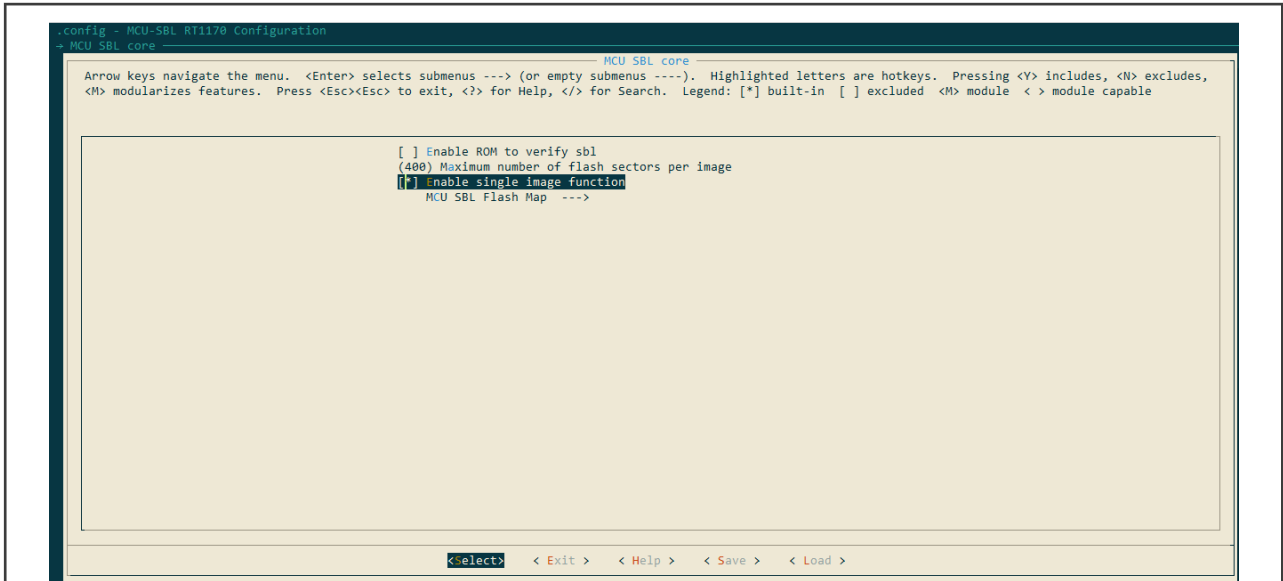 .config - MCU-SBL RT1170 Configuration
→ MCU SBL core
MCU SBL core
Arrow keys navigate the menu.  <Enter> selects submenus ---> (or empty submenus ----).  Highlighted letters are hotkeys.  Pressing <Y> includes, <N> excludes,
<M> modularizes features.  Press <Esc><Esc> to exit, <?> for Help, </> for Search.  Legend: [*] built-in  [ ] excluded  <M> module  < > module capable
[ ] Enable ROM to verify sbl
(400) Maximum number of flash sectors per image
[*] Enable single image function
MCU SBL Flash Map  --->
<Select>    < Exit >    < Help >    < Save >    < Load >